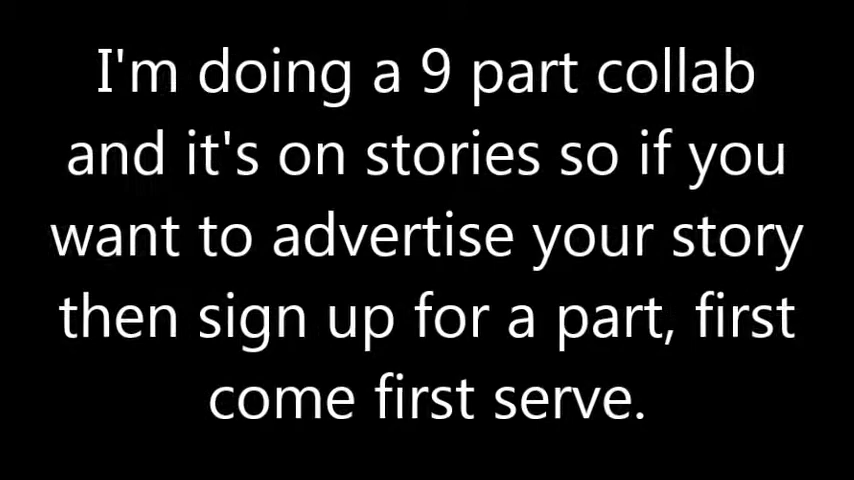 I'm doing a 9 part collab
and it's on stories so if you
want to advertise your story
then sign up for a part, first
come first serve.